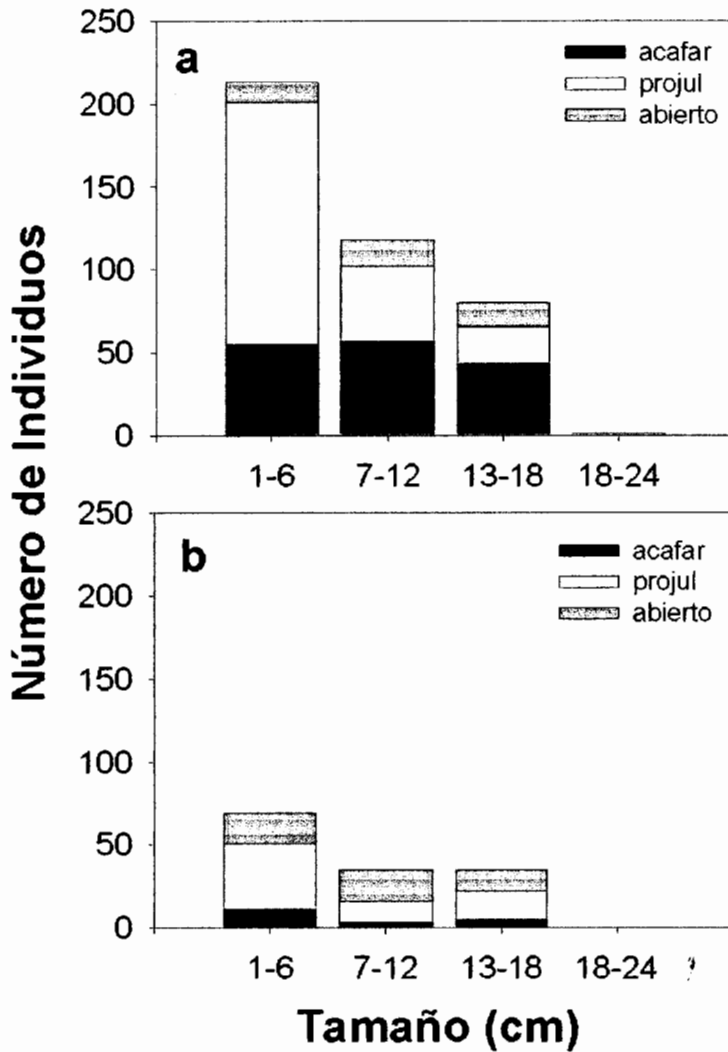 Número de Individuos
250
200
150
100
50
0
a
acafar
projul
abierto
1-6 7-12 13-18 18-24
250
200
150
100
50
0
b
acafar
projul
abierto
1-6 7-12 13-18 18-24
Tamaño (cm)